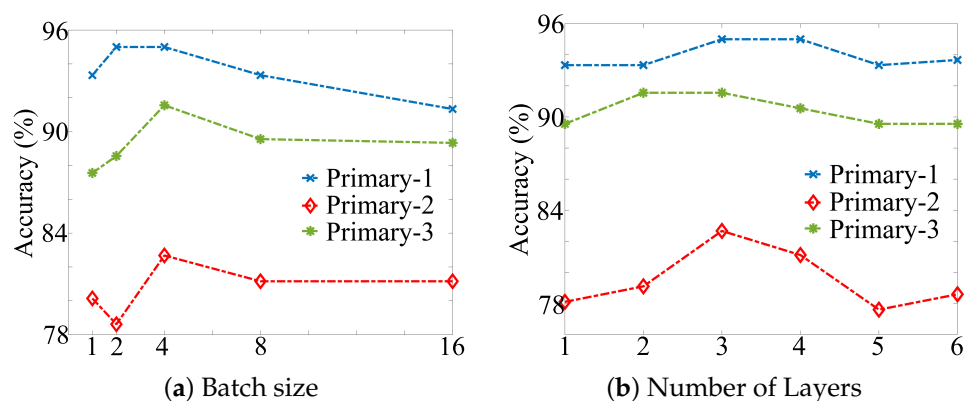 96
90
84
78
Accuracy (%)
Primary-1
Primary-2
Primary-3
1 2 4 8 16
(a) Batch size
96
90
84
78
Accuracy (%)
Primary-1
Primary-2
Primary-3
1 2 3 4 5 6
(b) Number of Layers